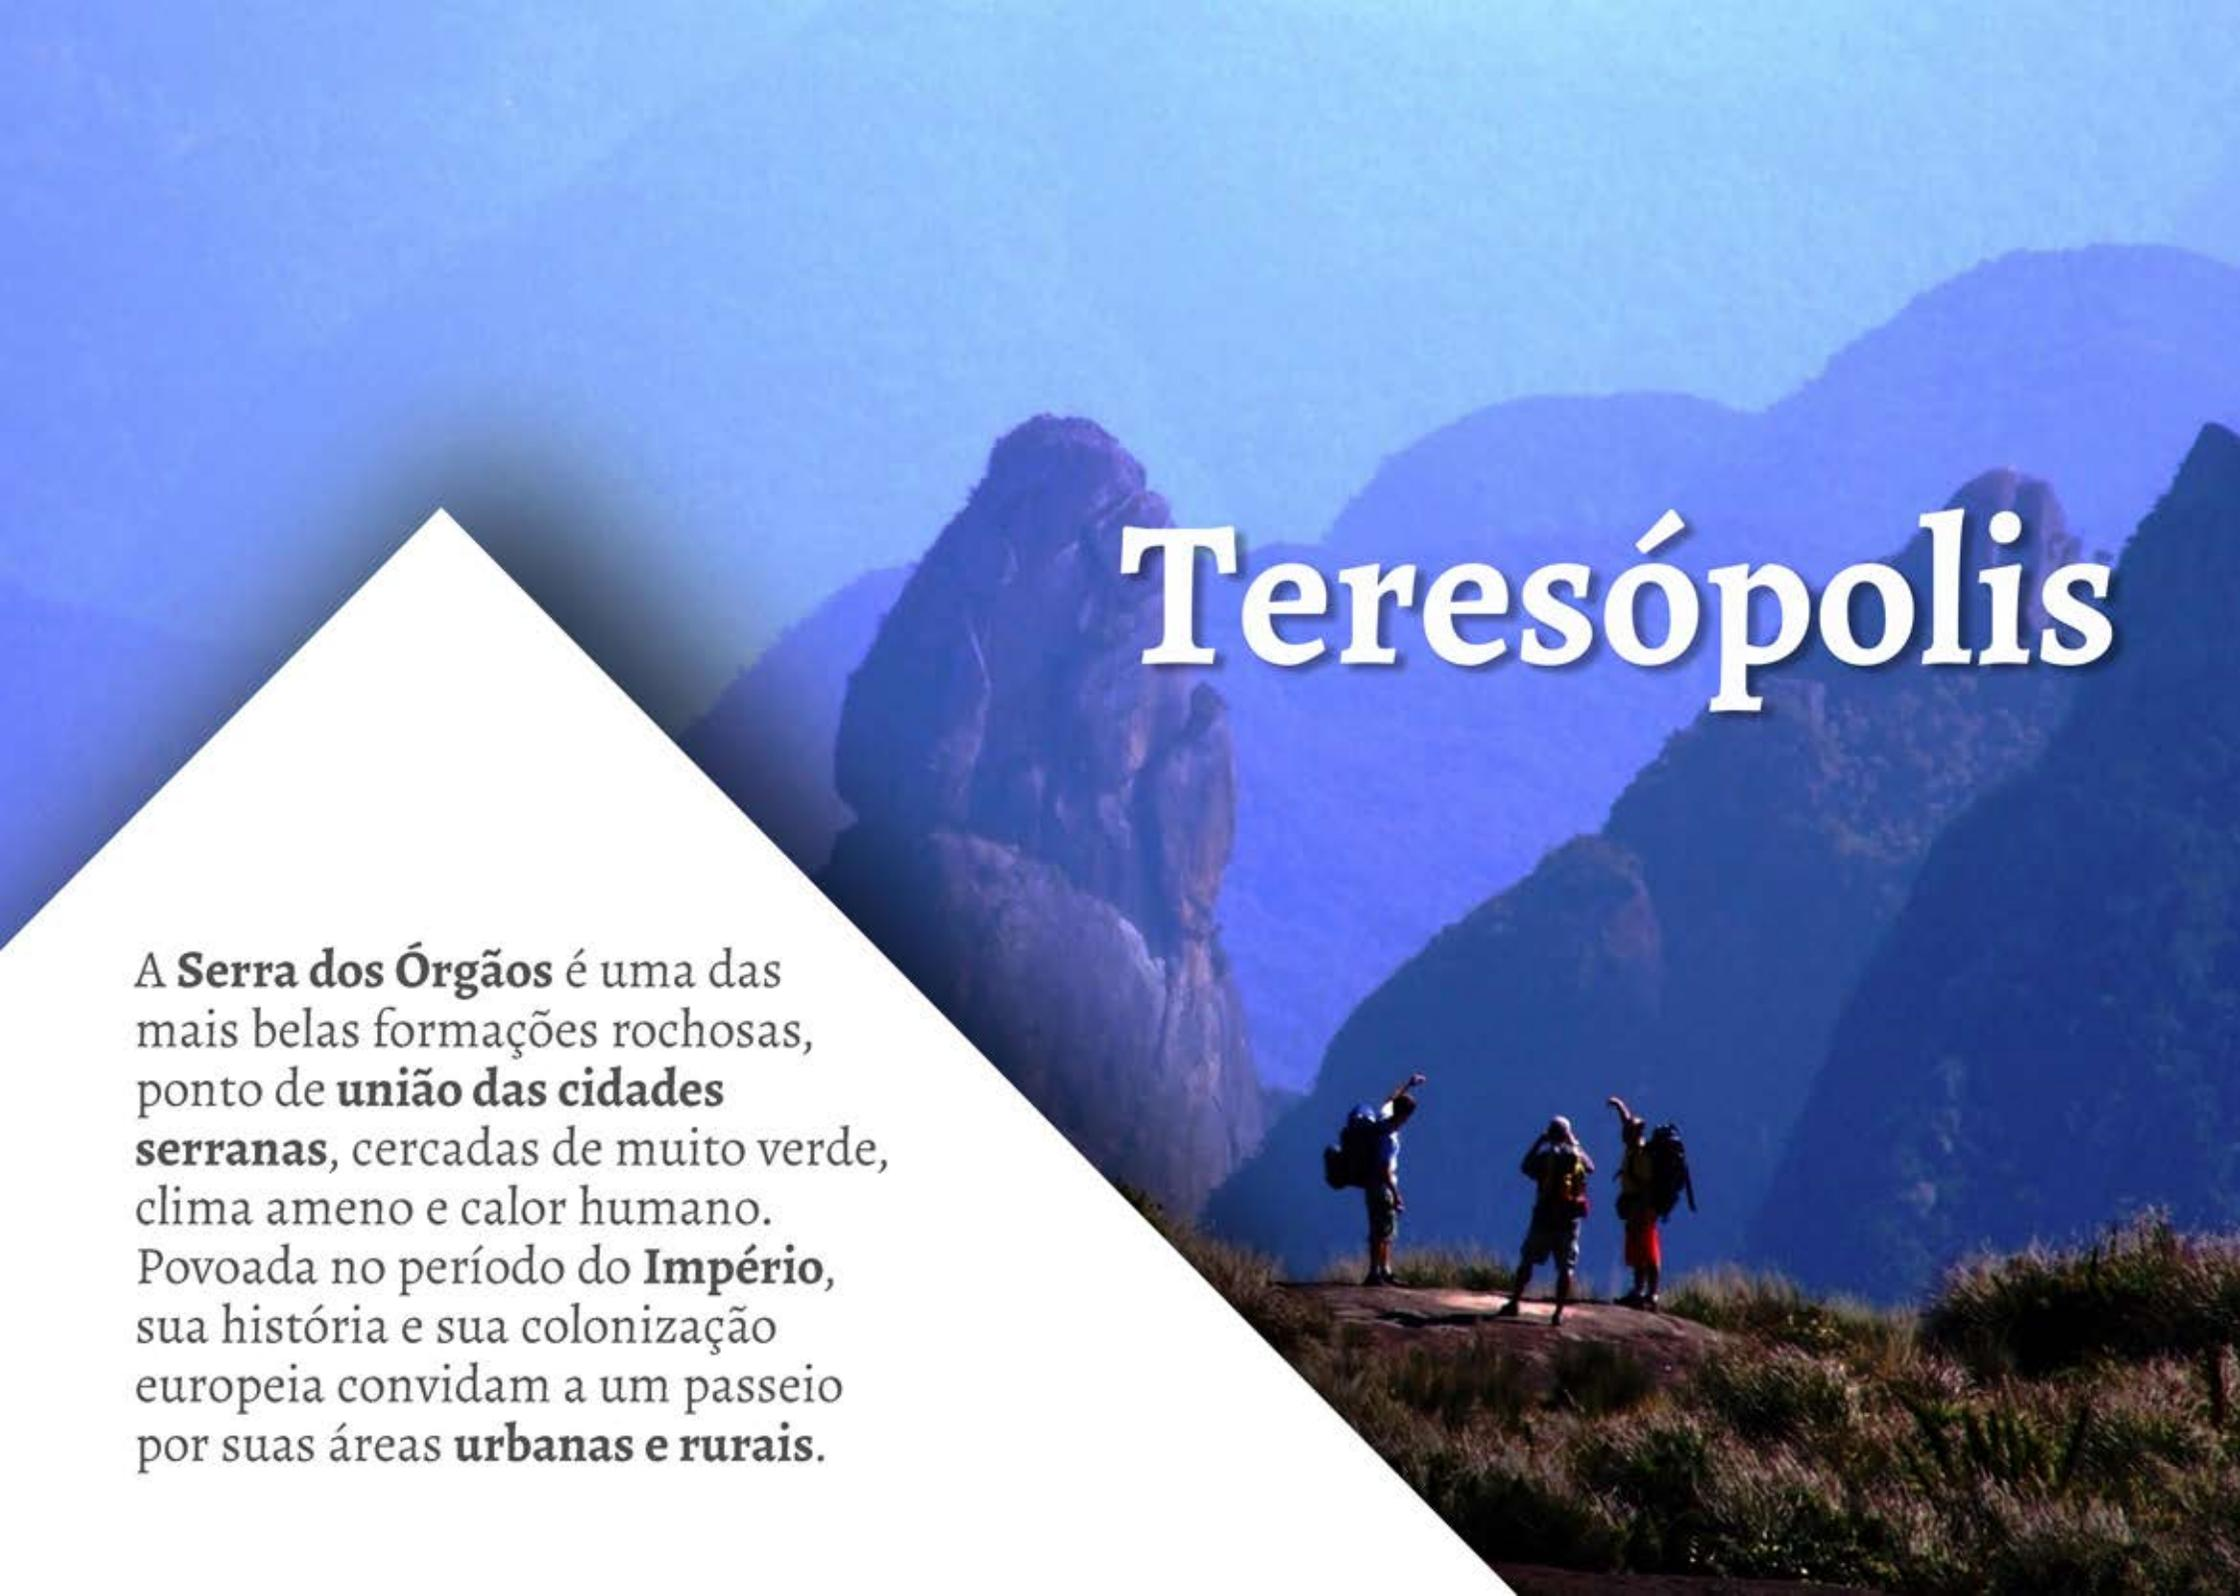 Teresópolis
A Serra dos Órgãos é uma das
mais belas formações rochosas,
ponto de união das cidades
serranas, cercadas de muito verde,
clima ameno e calor humano.
Povoada no período do Império,
sua história e sua colonização
europeia convidam a um passeio
por suas áreas urbanas e rurais.